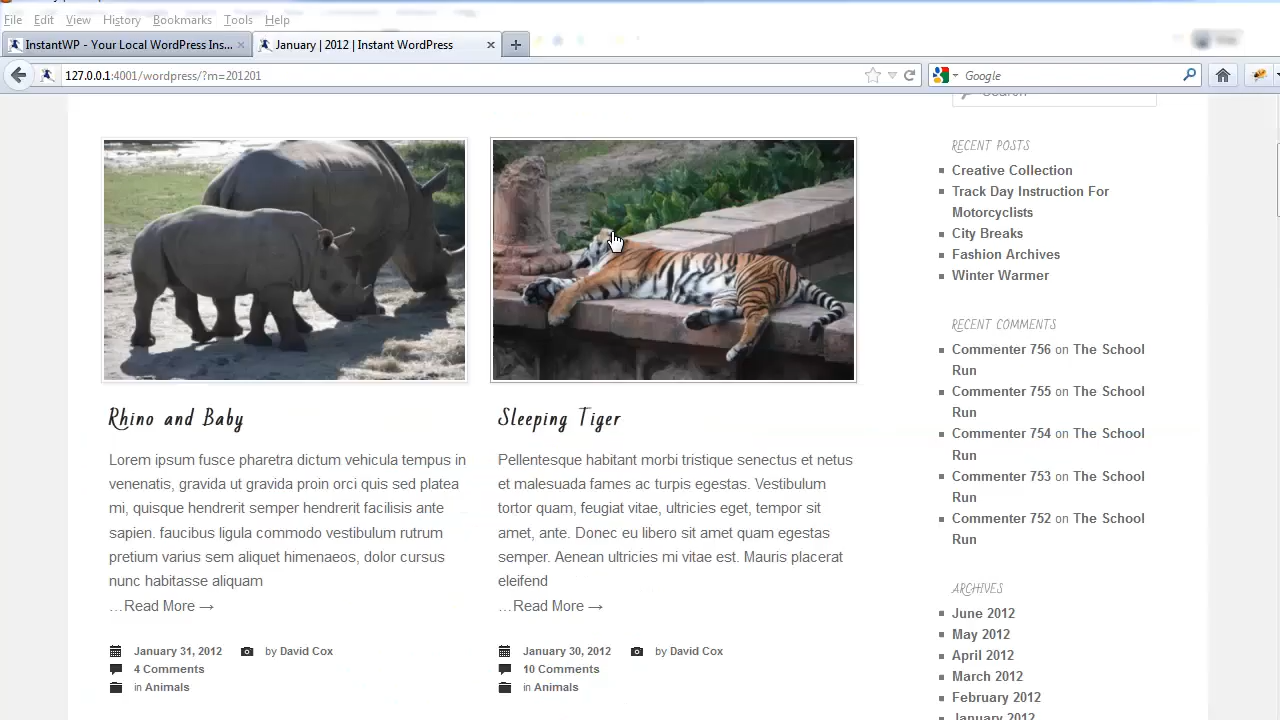 File Edit View History Bookmarks Tools Help
InstantWP - Your Local WordPress Ins...
January | 2012 | Instant WordPress
127.0.0.1:4001/wordpress/?m=201201
Google
Rhino and Baby
Lorem ipsum fusce pharetra dictum vehicula tempus in
venenatis, gravida ut gravida proin orci quis sed platea
mi, quisque hendrerit semper hendrerit facilisis ante
sapien. faucibus ligula commodo vestibulum rutrum
pretium varius sem aliquet himenaeos, dolor cursus
nunc habitasse aliquam
…Read More →
January 31, 2012 by David Cox
4 Comments
in Animals
Sleeping Tiger
Pellentesque habitant morbi tristique senectus et netus
et malesuada fames ac turpis egestas. Vestibulum
tortor quam, feugiat vitae, ultricies eget, tempor sit
amet, ante. Donec eu libero sit amet quam egestas
semper. Aenean ultricies mi vitae est. Mauris placerat
eleifend
…Read More →
January 30, 2012 by David Cox
10 Comments
in Animals
Search
RECENT POSTS
Creative Collection
Track Day Instruction For
Motorcyclists
City Breaks
Fashion Archives
Winter Warmer
RECENT COMMENTS
Commenter 756 on The School
Run
Commenter 755 on The School
Run
Commenter 754 on The School
Run
Commenter 753 on The School
Run
Commenter 752 on The School
Run
ARCHIVES
June 2012
May 2012
April 2012
March 2012
February 2012
January 2012